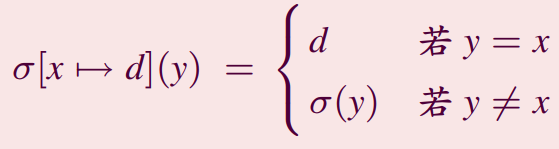 σ[x ↦ d](y) = { d 若 y = x
σ(y) 若 y ≠ x